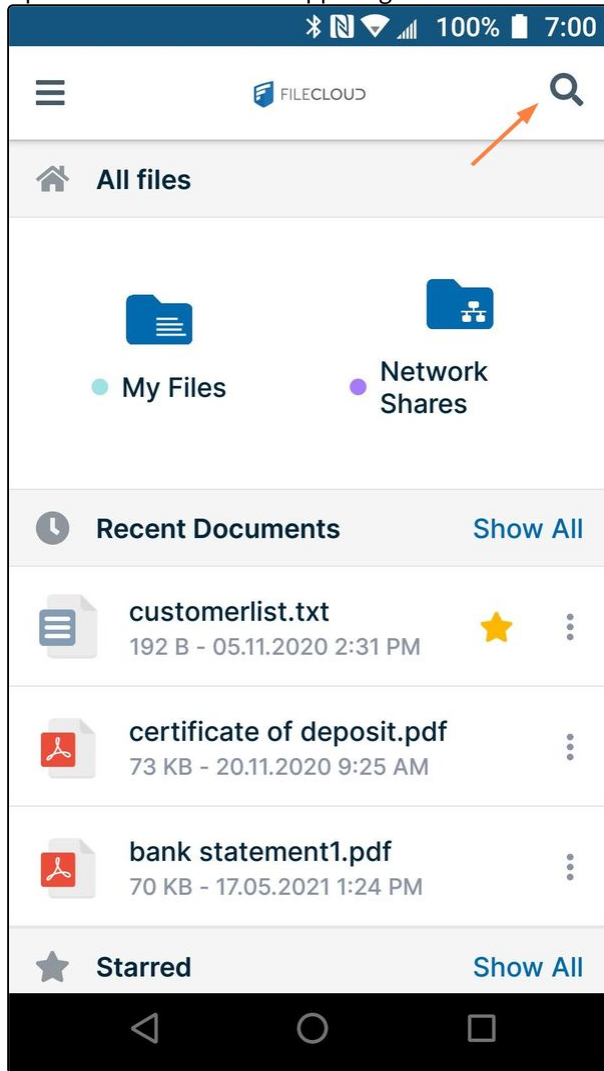 100% 7:00
FILECLOUD
All files
My Files
Network
Shares
Recent Documents Show All
customerlist.txt
192 B - 05.11.2020 2:31 PM
certificate of deposit.pdf
73 KB - 20.11.2020 9:25 AM
bank statement1.pdf
70 KB - 17.05.2021 1:24 PM
Starred Show All